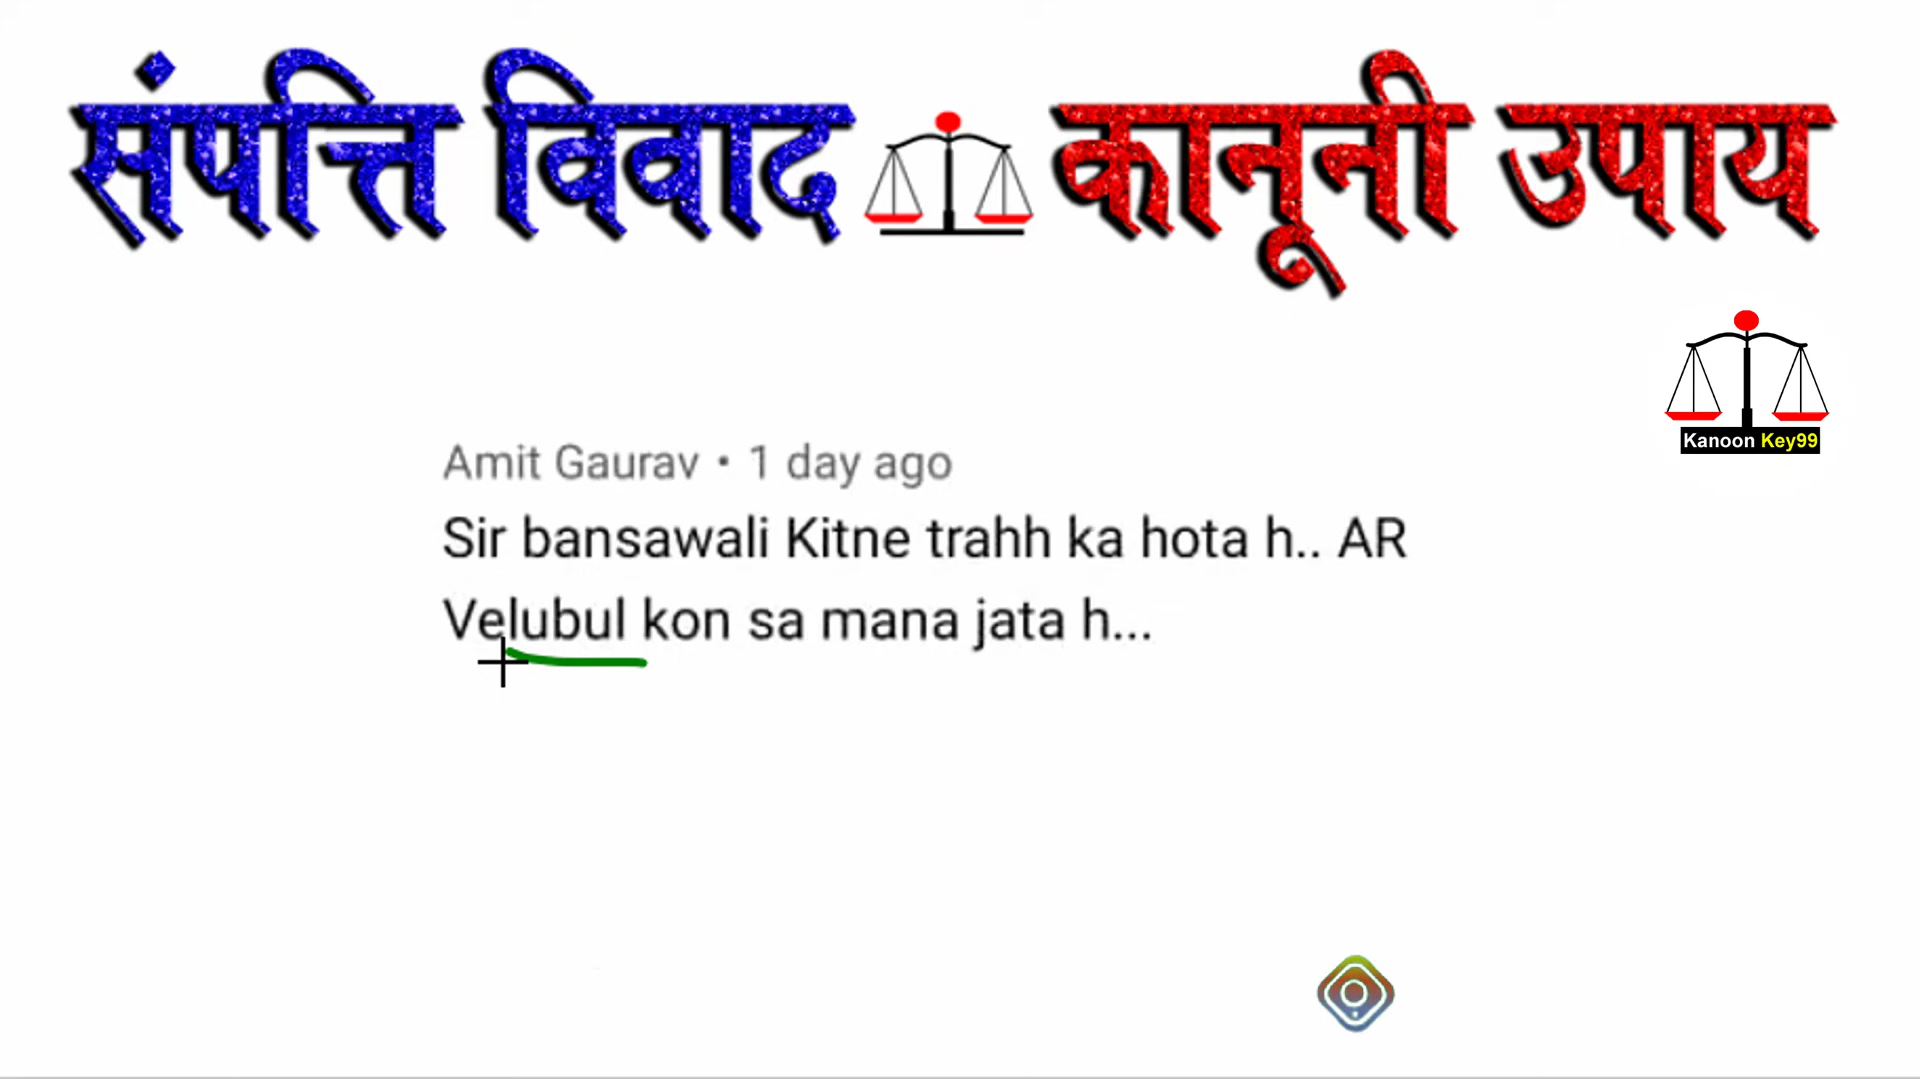 संपत्ति विवाद कानूनी उपाय
Kanoon Key99
Amit Gaurav • 1 day ago
Sir bansawali Kitne trahh ka hota h.. AR
Velubul kon sa mana jata h...